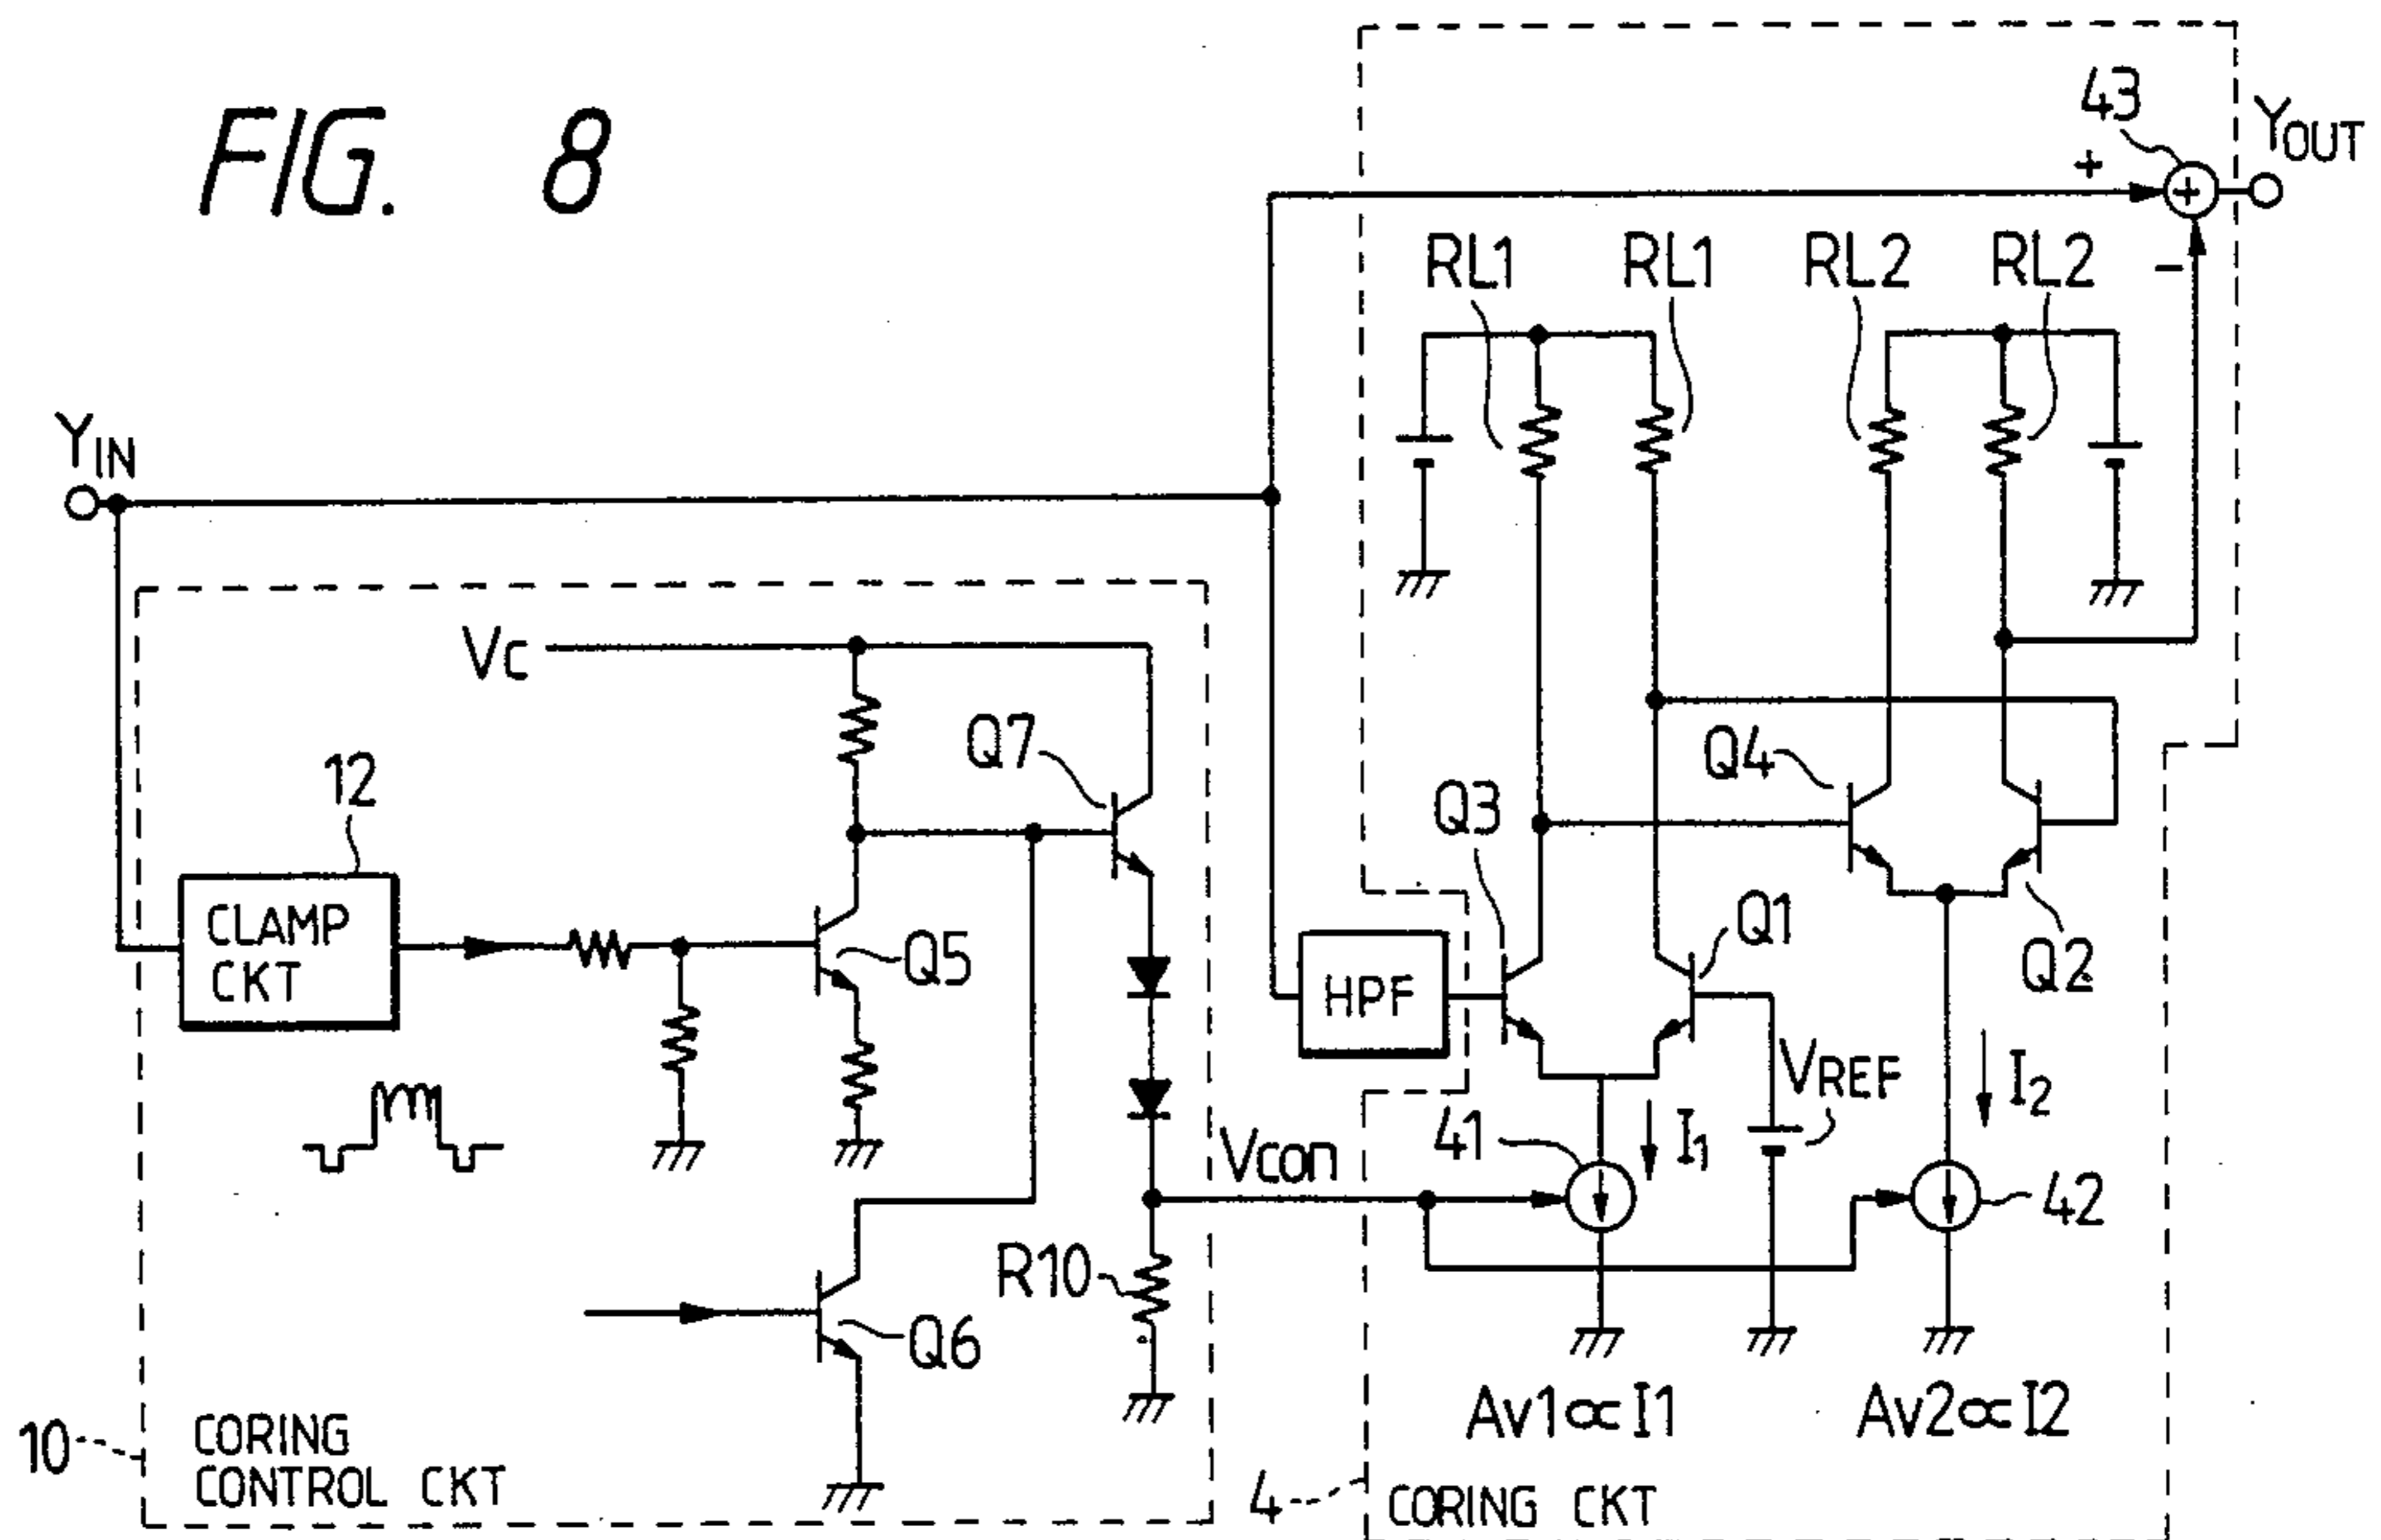 FIG. 8
43
YOUT
+
+
-
RL1 RL1 RL2 RL2
YIN
Vc
Q7
Q4
12
Q3
CLAMP
CKT
Q5
Q1
Q2
HPF
VREF
I2
41
I1
Vcon
42
R10
Q6
Av1∝I1 Av2∝I2
10
CORING
CONTROL CKT
4
CORING CKT